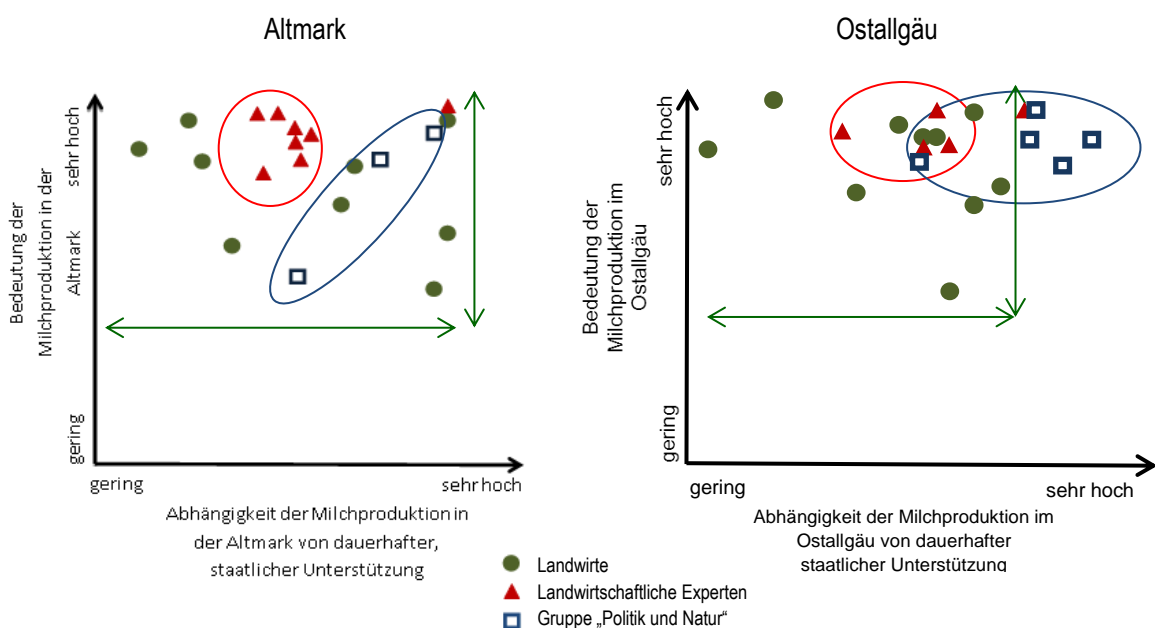 Altmark
Ostallgäu
Bedeutung der
Milchproduktion in der
Altmark
sehr hoch
gering
gering
sehr hoch
Abhängigkeit der Milchproduktion in
der Altmark von dauerhafter,
staatlicher Unterstützung
Bedeutung der
Milchproduktion im
Ostallgäu
sehr hoch
gering
gering
sehr hoch
Abhängigkeit der Milchproduktion im
Ostallgäu von dauerhafter
staatlicher Unterstützung
Landwirte
Landwirtschaftliche Experten
Gruppe „Politik und Natur“